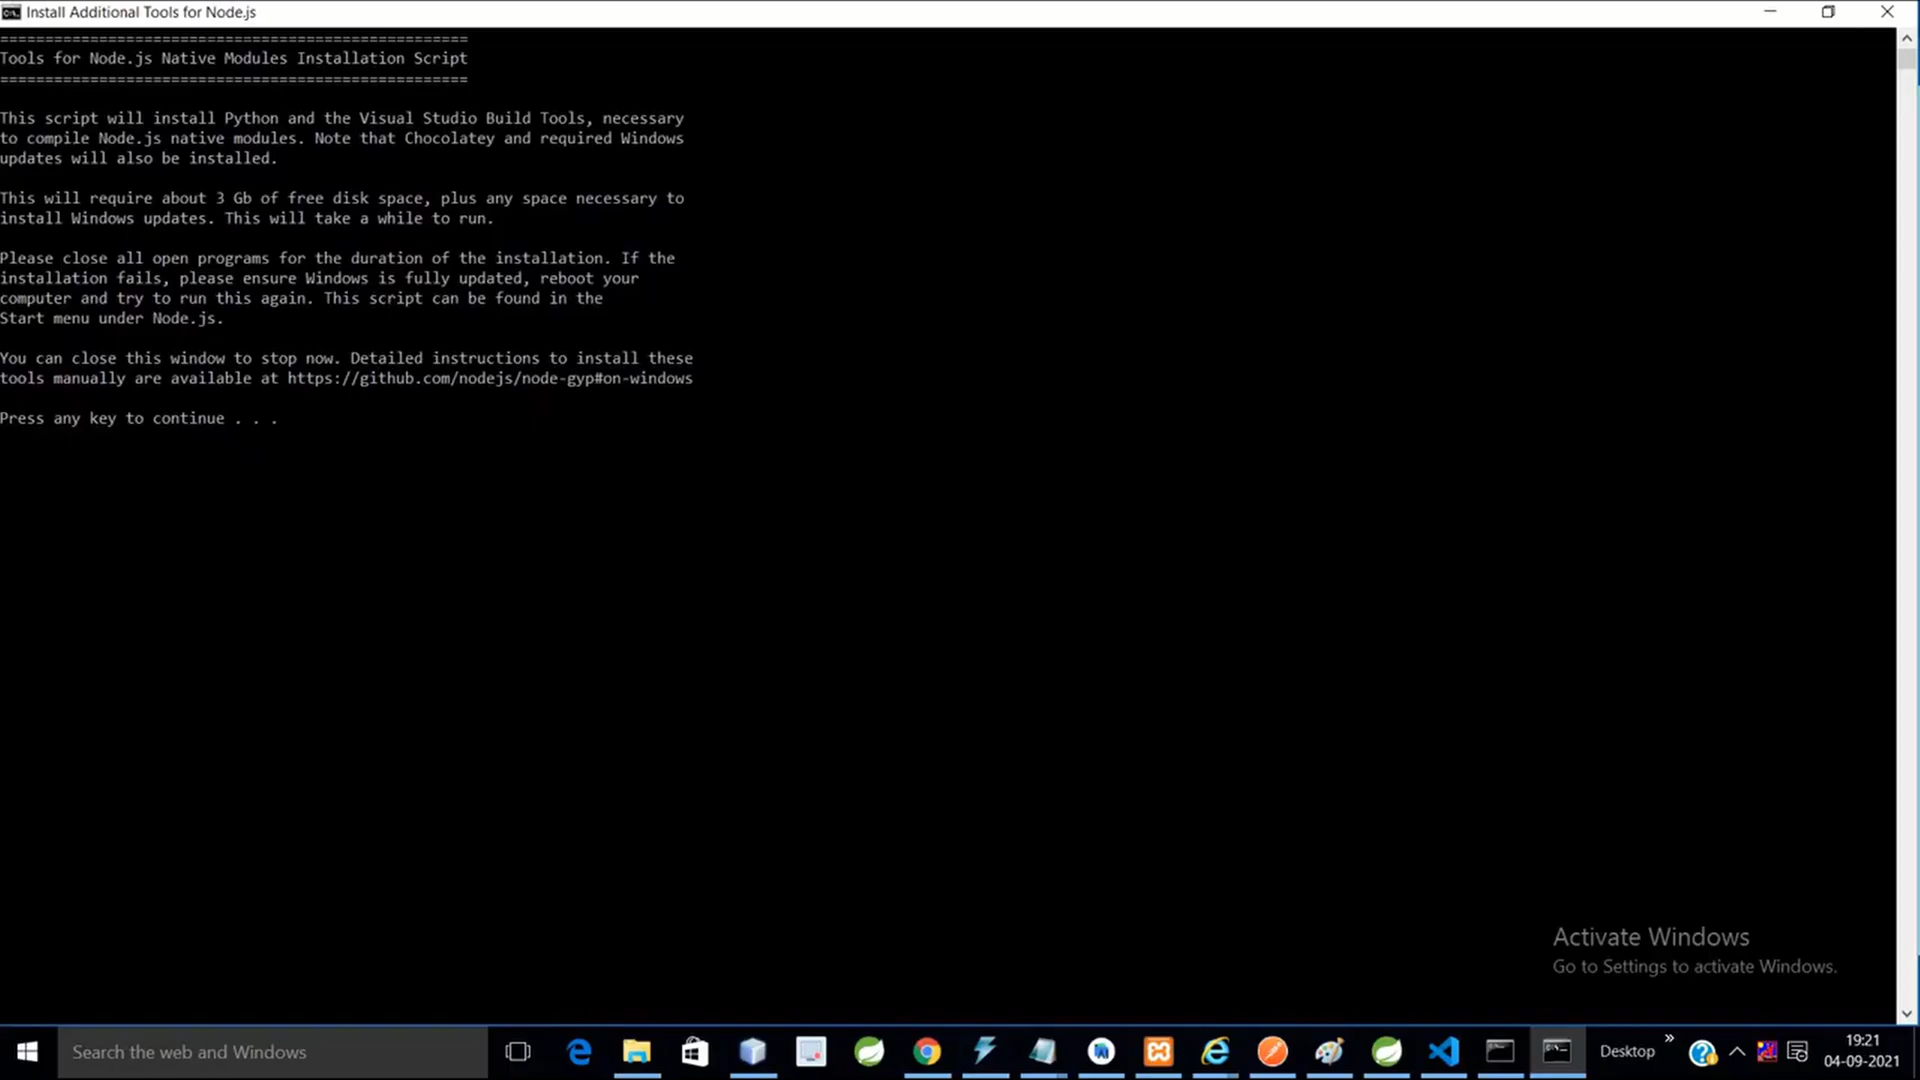 Install Additional Tools for Node.js
====================================================
Tools for Node.js Native Modules Installation Script
====================================================
This script will install Python and the Visual Studio Build Tools, necessary
to compile Node.js native modules. Note that Chocolatey and required Windows
updates will also be installed.
This will require about 3 Gb of free disk space, plus any space necessary to
install Windows updates. This will take a while to run.
Please close all open programs for the duration of the installation. If the
installation fails, please ensure Windows is fully updated, reboot your
computer and try to run this again. This script can be found in the
Start menu under Node.js.
You can close this window to stop now. Detailed instructions to install these
tools manually are available at https://github.com/nodejs/node-gyp#on-windows
Press any key to continue . . .
Activate Windows
Go to Settings to activate Windows.
Search the web and Windows
Desktop
19:21
04-09-2021